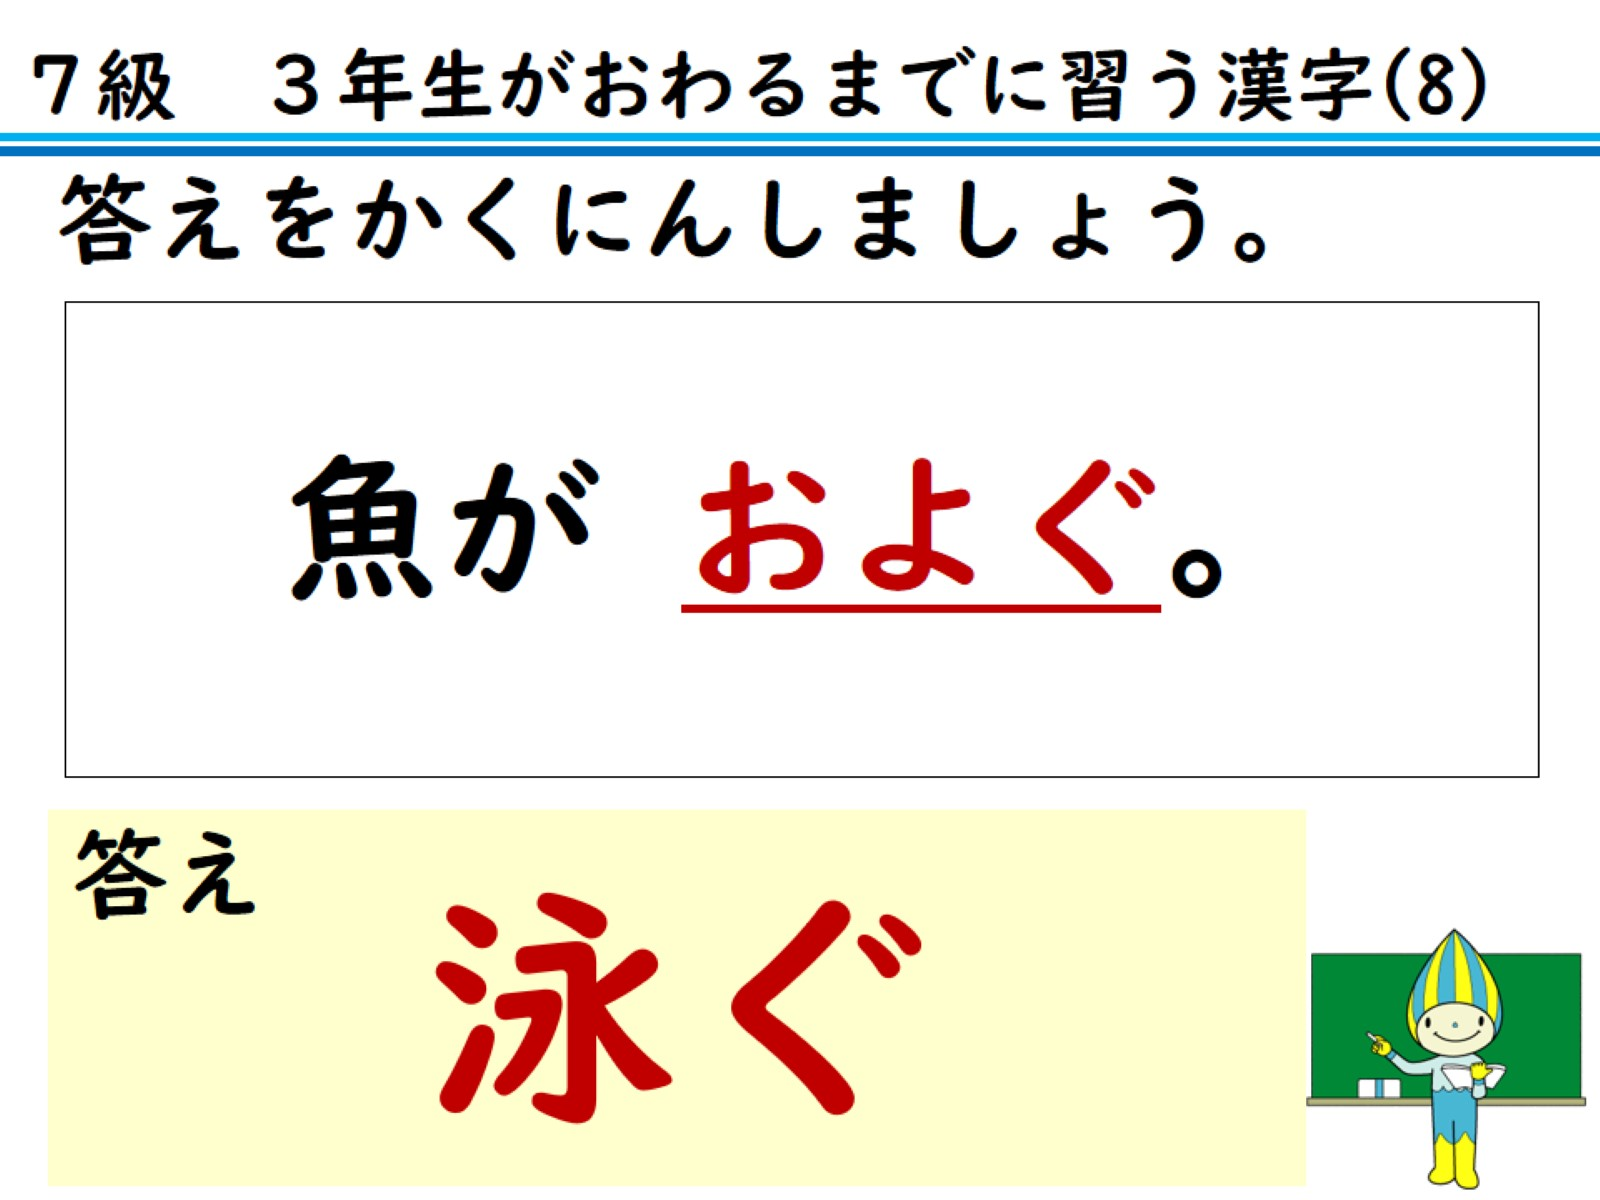 ７級　３年生がおわるまでに習う漢字(8)
答えをかくにんしましょう。
魚が およぐ。
答え
泳ぐ